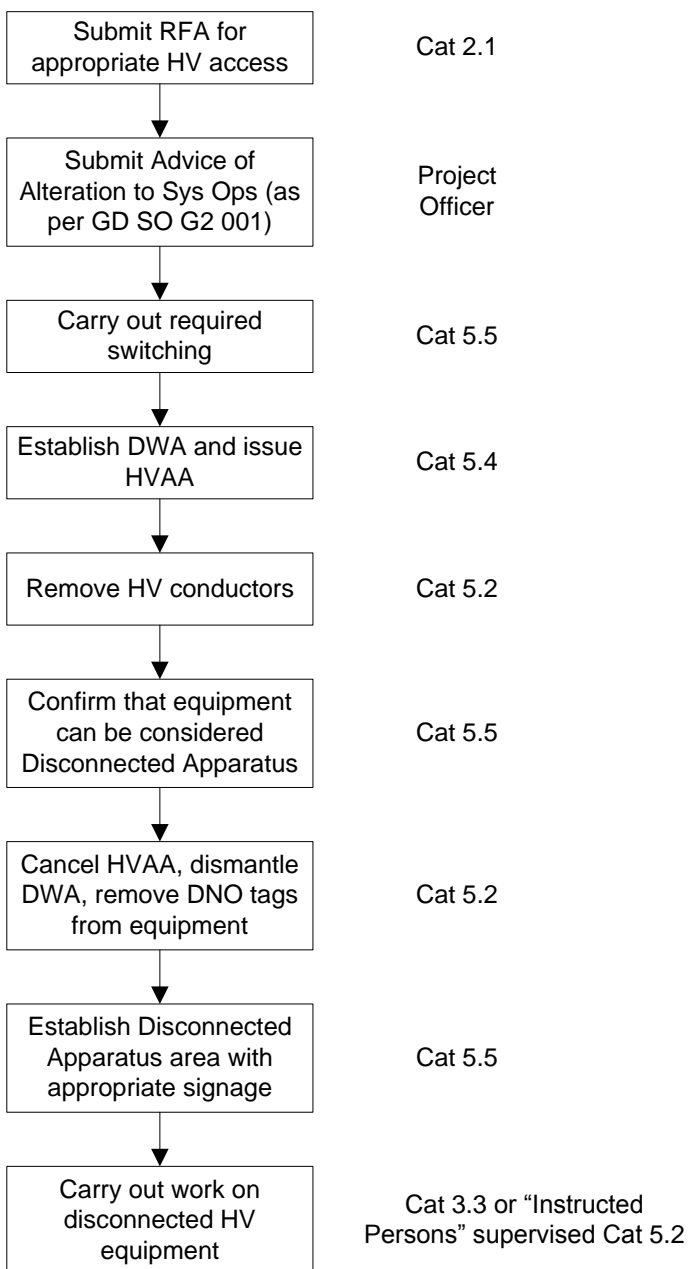 Submit RFA for
appropriate HV access
Cat 2.1
Submit Advice of
Alteration to Sys Ops (as
per GD SO G2 001)
Project
Officer
Carry out required
switching
Cat 5.5
Establish DWA and issue
HVAA
Cat 5.4
Remove HV conductors
Cat 5.2
Confirm that equipment
can be considered
Disconnected Apparatus
Cat 5.5
Cancel HVAA, dismantle
DWA, remove DNO tags
from equipment
Cat 5.2
Establish Disconnected
Apparatus area with
appropriate signage
Cat 5.5
Carry out work on
disconnected HV
equipment
Cat 3.3 or “Instructed
Persons” supervised Cat 5.2